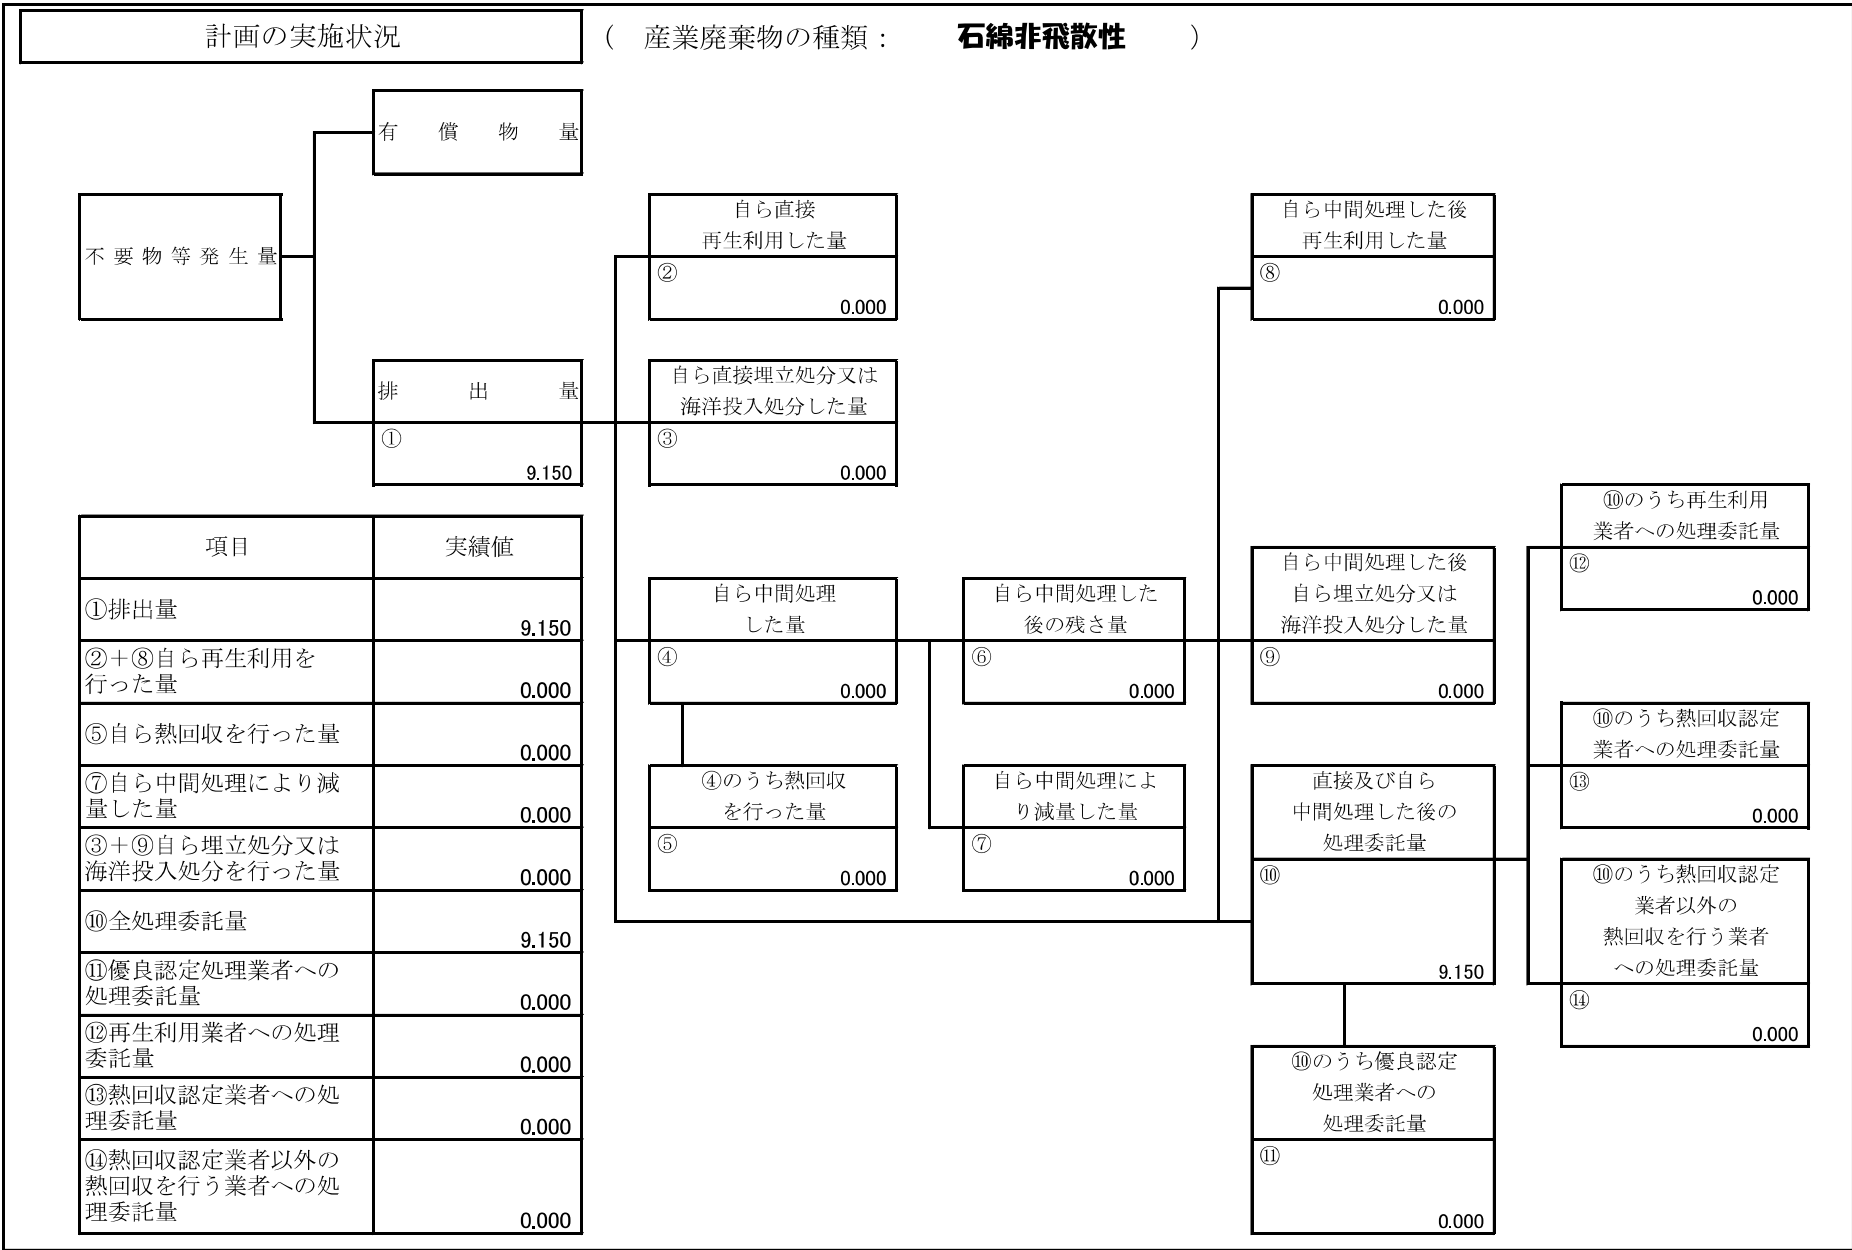 計画の実施状況
（　産業廃棄物の種類：　石綿非飛散性　）
有償物量
不要物等発生量
排出量
①
9.150
自ら直接
再生利用した量
②
0.000
自ら直接埋立処分又は
海洋投入処分した量
③
0.000
自ら中間処理した後
再生利用した量
⑧
0.000
自ら中間処理
した量
④
0.000
自ら中間処理した
後の残さ量
⑥
0.000
自ら中間処理した後
自ら埋立処分又は
海洋投入処分した量
⑨
0.000
⑩のうち再生利用
業者への処理委託量
⑫
0.000
④のうち熱回収
を行った量
⑤
0.000
自ら中間処理によ
り減量した量
⑦
0.000
直接及び自ら
中間処理した後の
処理委託量
⑩
9.150
⑩のうち熱回収認定
業者への処理委託量
⑬
0.000
⑩のうち熱回収認定
業者以外の
熱回収を行う業者
への処理委託量
⑭
0.000
⑩のうち優良認定
処理業者への
処理委託量
⑪
0.000
項目　実績値
①排出量
9.150
②＋⑧自ら再生利用を
行った量
0.000
⑤自ら熱回収を行った量
0.000
⑦自ら中間処理により減
量した量
0.000
③＋⑨自ら埋立処分又は
海洋投入処分を行った量
0.000
⑩全処理委託量
9.150
⑪優良認定処理業者への
処理委託量
0.000
⑫再生利用業者への処理
委託量
0.000
⑬熱回収認定業者への処
理委託量
0.000
⑭熱回収認定業者以外の
熱回収を行う業者への処
理委託量
0.000